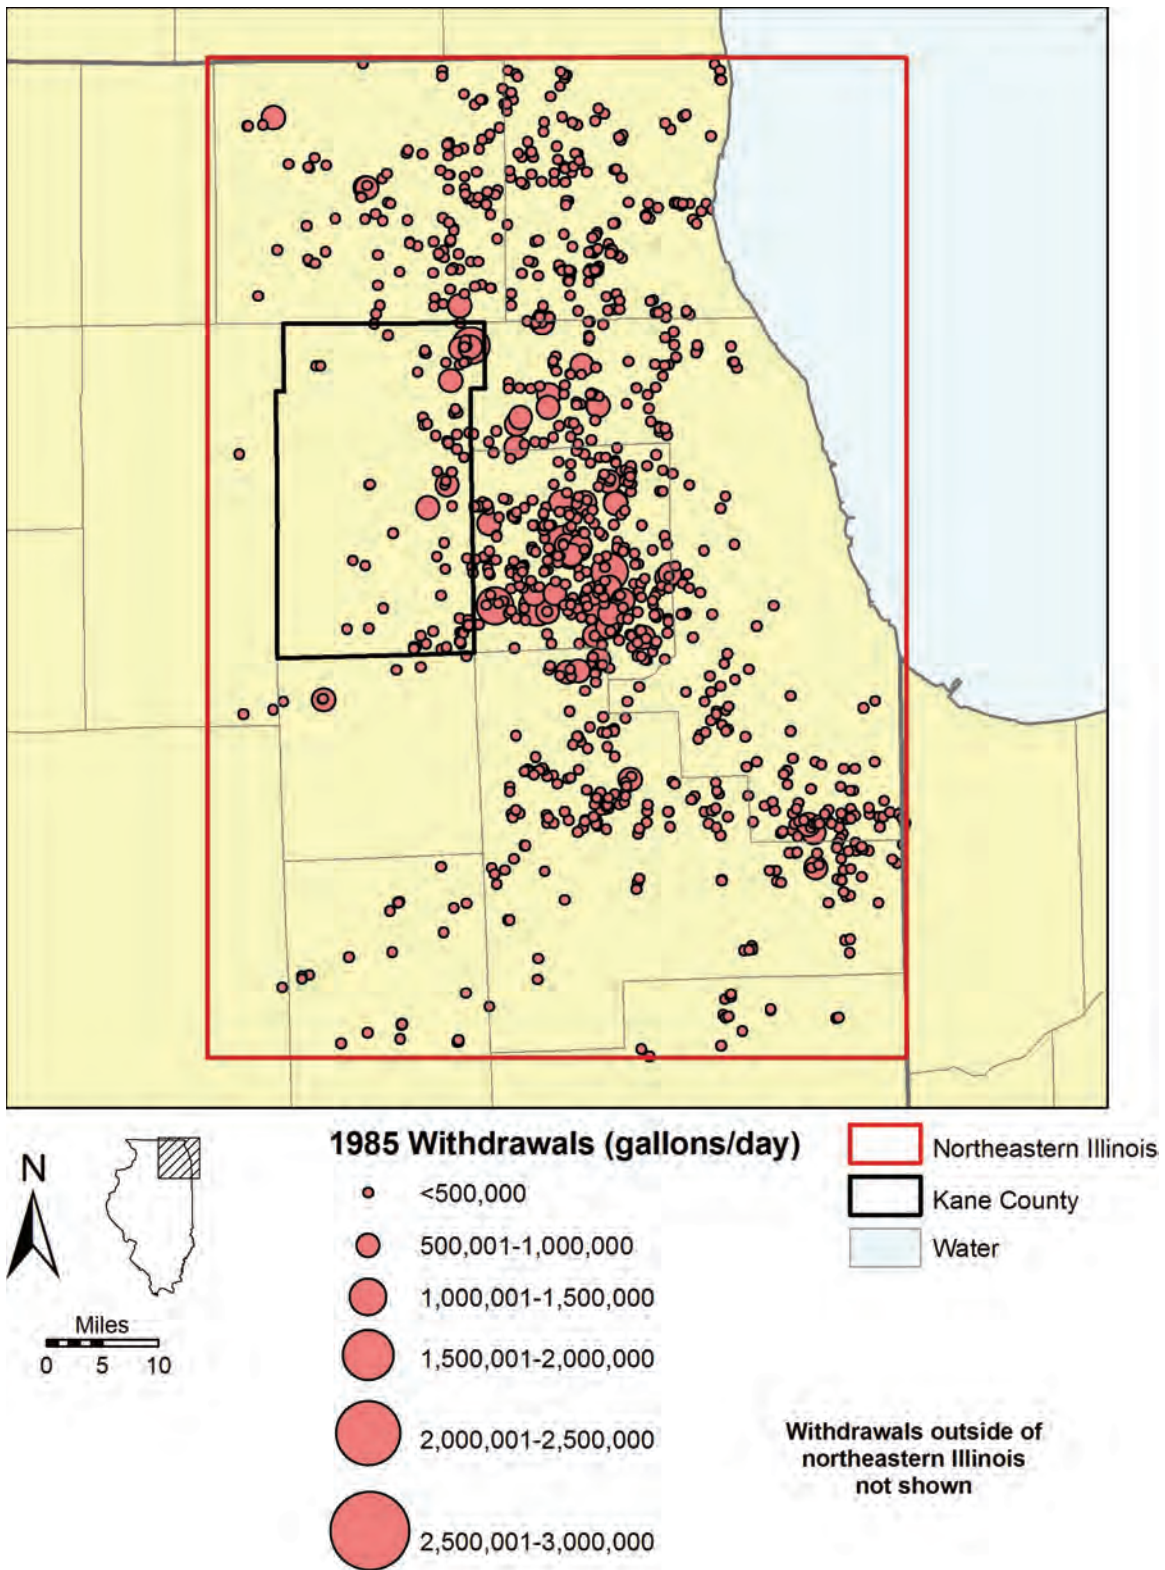 1985 Withdrawals (gallons/day)
<500,000
500,001-1,000,000
1,000,001-1,500,000
1,500,001-2,000,000
2,000,001-2,500,000
2,500,001-3,000,000
Northeastern Illinois
Kane County
Water
N
Miles
0 5 10
Withdrawals outside of
northeastern Illinois
not shown